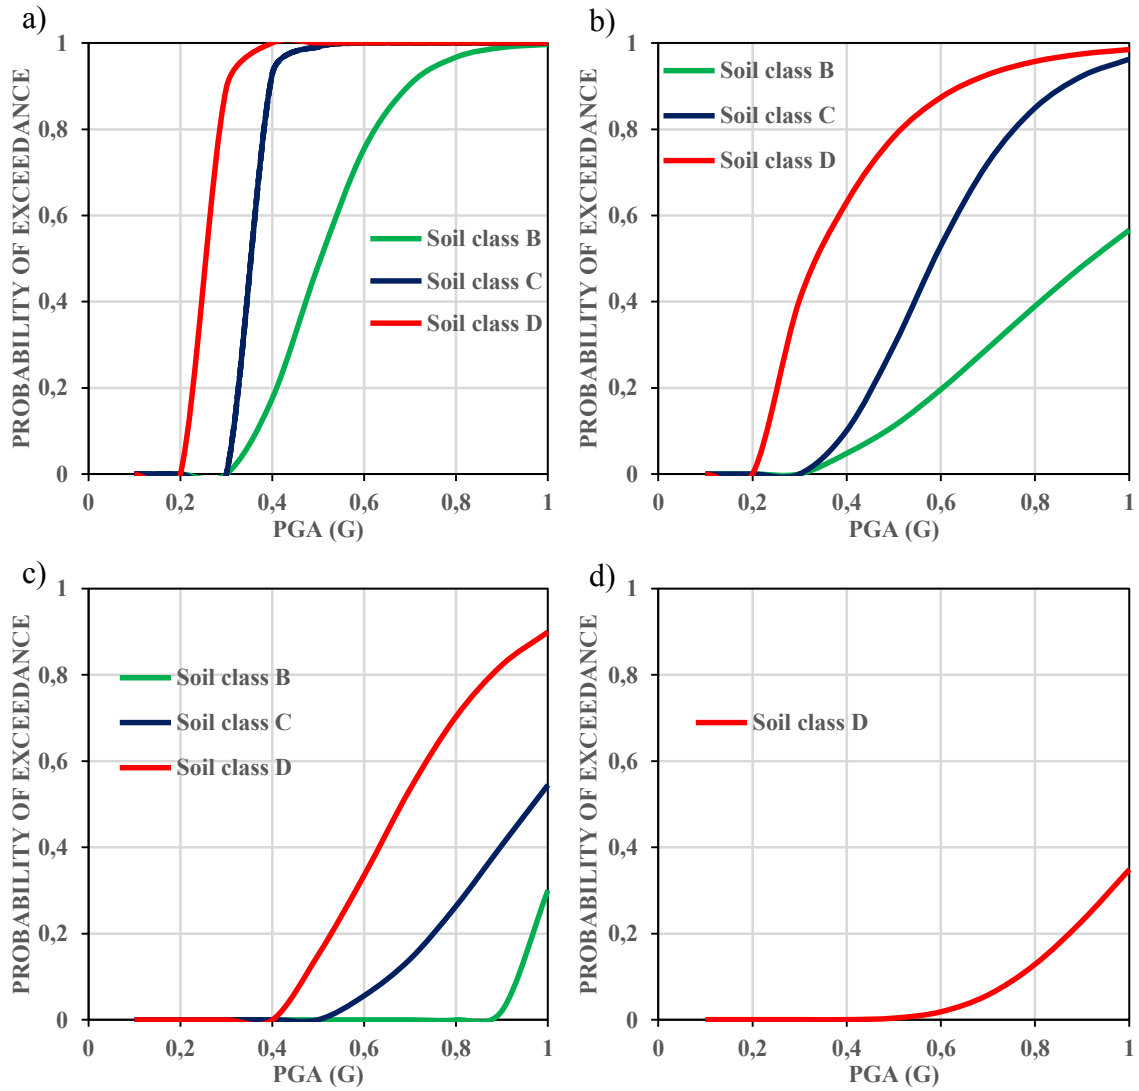 a)
PROBABILITY OF EXCEEDANCE
1
0,8
0,6
0,4
0,2
0
Soil class B
Soil class C
Soil class D
0 0,2 0,4 0,6 0,8 1
PGA (G)
b)
PROBABILITY OF EXCEEDANCE
1
0,8
0,6
0,4
0,2
0
Soil class B
Soil class C
Soil class D
0 0,2 0,4 0,6 0,8 1
PGA (G)
c)
PROBABILITY OF EXCEEDANCE
1
0,8
0,6
0,4
0,2
0
Soil class B
Soil class C
Soil class D
0 0,2 0,4 0,6 0,8 1
PGA (G)
d)
PROBABILITY OF EXCEEDANCE
1
0,8
0,6
0,4
0,2
0
Soil class D
0 0,2 0,4 0,6 0,8 1
PGA (G)